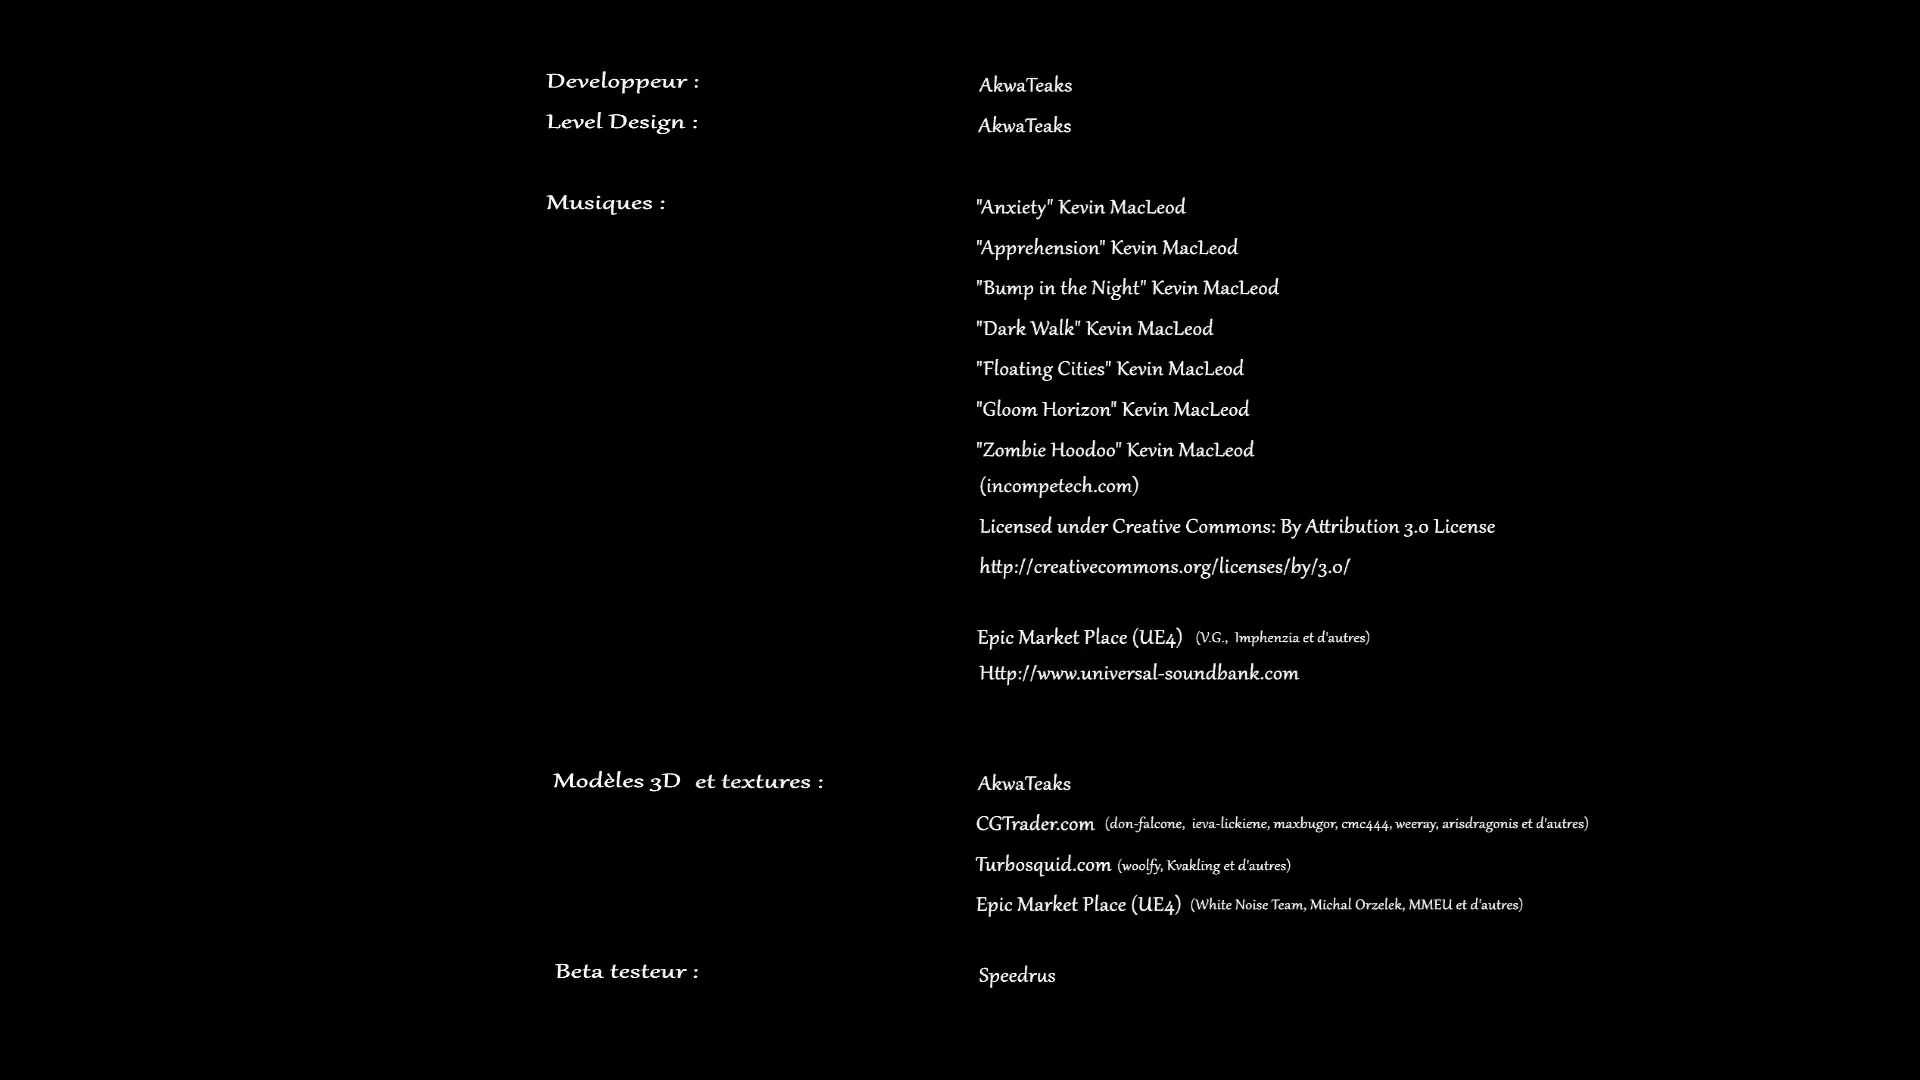 Developpeur : AkwaTeaks
Level Design : AkwaTeaks
Musiques : "Anxiety" Kevin MacLeod
"Apprehension" Kevin MacLeod
"Bump in the Night" Kevin MacLeod
"Dark Walk" Kevin MacLeod
"Floating Cities" Kevin MacLeod
"Gloom Horizon" Kevin MacLeod
"Zombie Hoodoo" Kevin MacLeod
(incompetech.com)
Licensed under Creative Commons: By Attribution 3.0 License
http://creativecommons.org/licenses/by/3.0/
Epic Market Place (UE4) (V.G., Imphenzia et d'autres)
Http://www.universal-soundbank.com
Modèles 3D et textures : AkwaTeaks
CGTrader.com (don-falcone, ieva-lickiene, maxbugor, cmc444, weeray, arisdragonis et d'autres)
Turbosquid.com (woolfy, Kvakling et d'autres)
Epic Market Place (UE4) (White Noise Team, Michal Orzelek, MMEU et d'autres)
Beta testeur : Speedrus